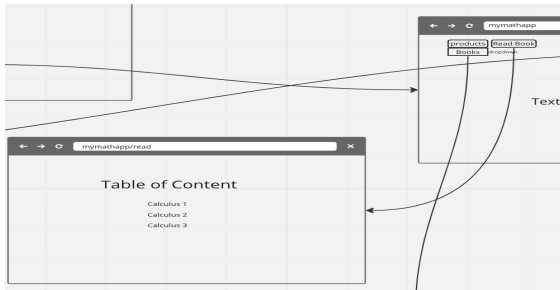 mymathapp
products Read Book
Books dropdown
Text
mymathapp/read
Table of Content
Calculus 1
Calculus 2
Calculus 3